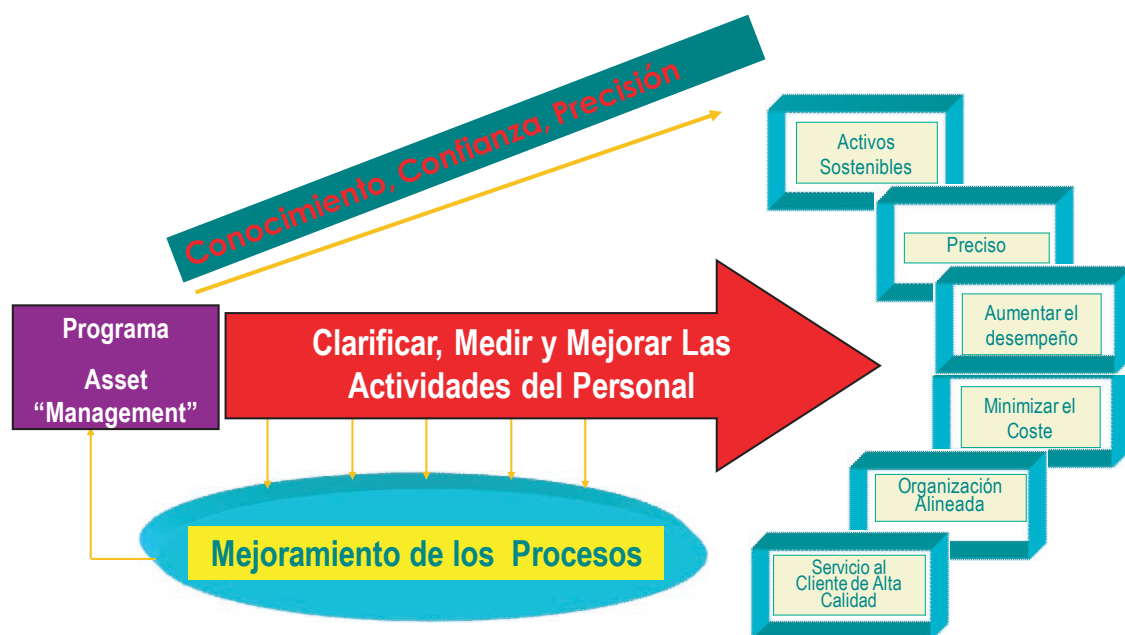 Conocimiento, Confianza, Precisión
Programa
Asset
“Management”
Clarificar, Medir y Mejorar Las
Actividades del Personal
Mejoramiento de los Procesos
Activos
Sostenibles
Preciso
Aumentar el
desempeño
Minimizar el
Coste
Organización
Alineada
Servicio al
Cliente de Alta
Calidad